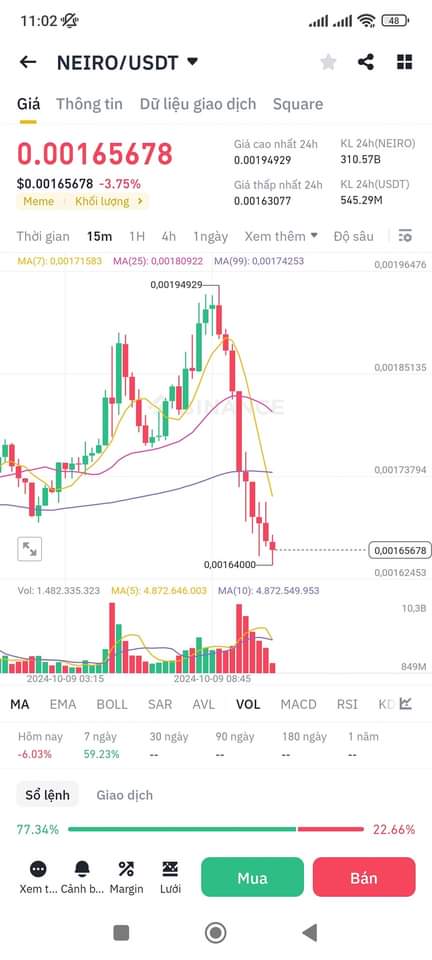 11:02
48
NEIRO/USDT
Giá Thông tin Dữ liệu giao dịch Square
0.00165678
$0.00165678 -3.75%
Meme Khối lượng
Giá cao nhất 24h KL 24h(NEIRO)
0.00194929 310.57B
Giá thấp nhất 24h KL 24h(USDT)
0.00163077 545.29M
Thời gian 15m 1H 4h 1ngày Xem thêm Độ sâu
MA(7): 0,00171583 MA(25): 0,00180922 MA(99): 0,00174253
0,00196476
0,00194929
0,00185135
BINANCE
0,00173794
0,00165678
0,00164000
0,00162453
Vol: 1.482.335.323 MA(5): 4.872.646.003 MA(10): 4.872.549.953
10,3B
849M
2024-10-09 03:15 2024-10-09 08:45
MA EMA BOLL SAR AVL VOL MACD RSI KD
Hôm nay 7 ngày 30 ngày 90 ngày 180 ngày 1 năm
-6.03% 59.23% -- -- -- --
Sổ lệnh Giao dịch
77.34% 22.66%
Xem t... Cảnh b... Margin Lưới
Mua Bán